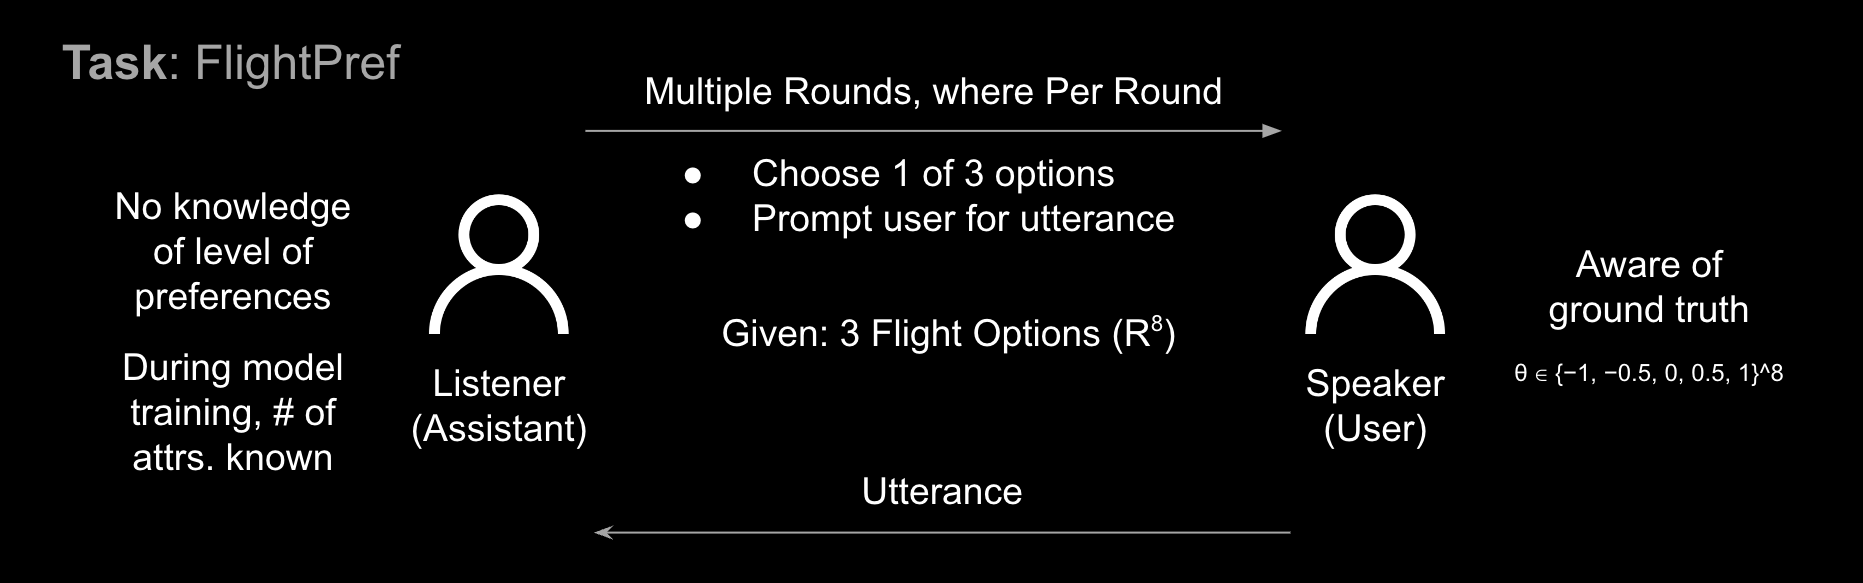 Task: FlightPref
Multiple Rounds, where Per Round
● Choose 1 of 3 options
● Prompt user for utterance
Given: 3 Flight Options (R⁸)
No knowledge
of level of
preferences
During model
training, # of
attrs. known
Listener
(Assistant)
Speaker
(User)
Aware of
ground truth
θ ∈ {−1, −0.5, 0, 0.5, 1}^8
Utterance